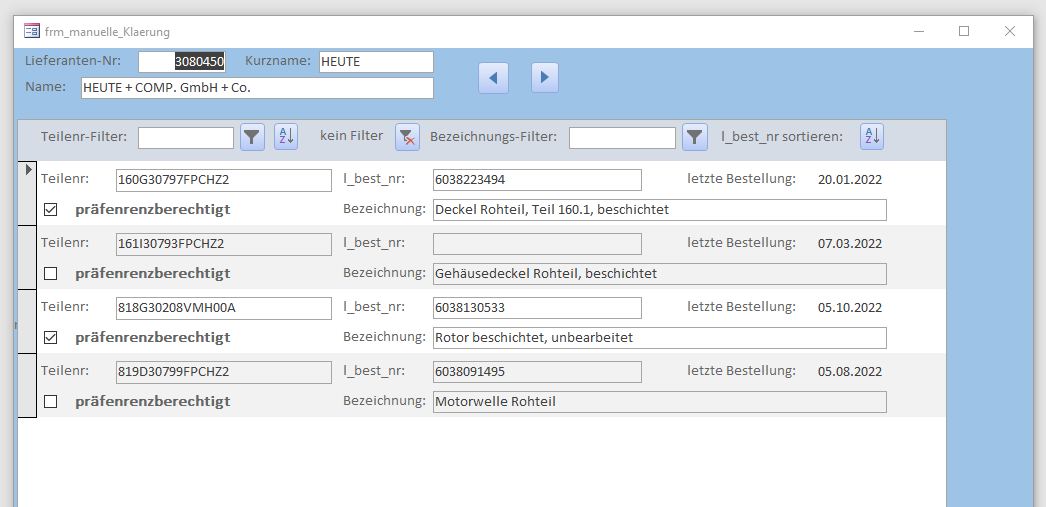 frm_manuelle_Klaerung
Lieferanten-Nr: 3080450 Kurzname: HEUTE
Name: HEUTE + COMP. GmbH + Co.
Teilenr-Filter: kein Filter Bezeichnungs-Filter: l_best_nr sortieren:
Teilenr: 160G30797FPCHZ2 l_best_nr: 6038223494 letzte Bestellung: 20.01.2022
präfenrenzberechtigt Bezeichnung: Deckel Rohteil, Teil 160.1, beschichtet
Teilenr: 161I30793FPCHZ2 l_best_nr: letzte Bestellung: 07.03.2022
präfenrenzberechtigt Bezeichnung: Gehäusedeckel Rohteil, beschichtet
Teilenr: 818G30208VMH00A l_best_nr: 6038130533 letzte Bestellung: 05.10.2022
präfenrenzberechtigt Bezeichnung: Rotor beschichtet, unbearbeitet
Teilenr: 819D30799FPCHZ2 l_best_nr: 6038091495 letzte Bestellung: 05.08.2022
präfenrenzberechtigt Bezeichnung: Motorwelle Rohteil